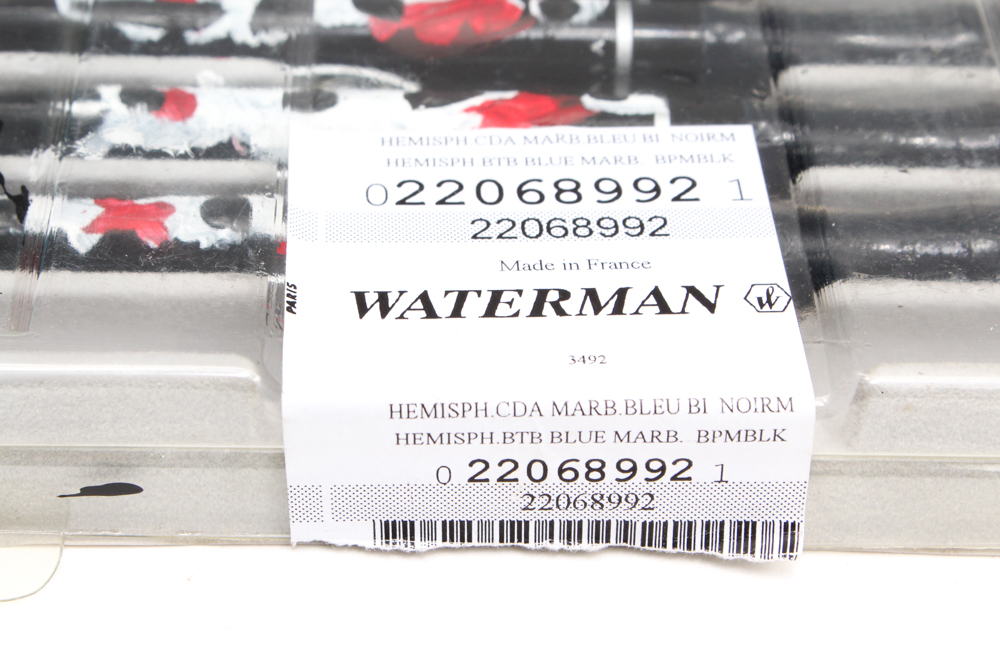 HEMISPH.CDA MARB.BLEU BI NOIRM
HEMISPH BTB BLUE MARB. BPMBLK
0 22068992 1
22068992
Made in France
WATERMAN
PARIS
3492
HEMISPH.CDA MARB.BLEU BI NOIRM
HEMISPH.BTB BLUE MARB. BPMBLK
0 22068992 1
22068992